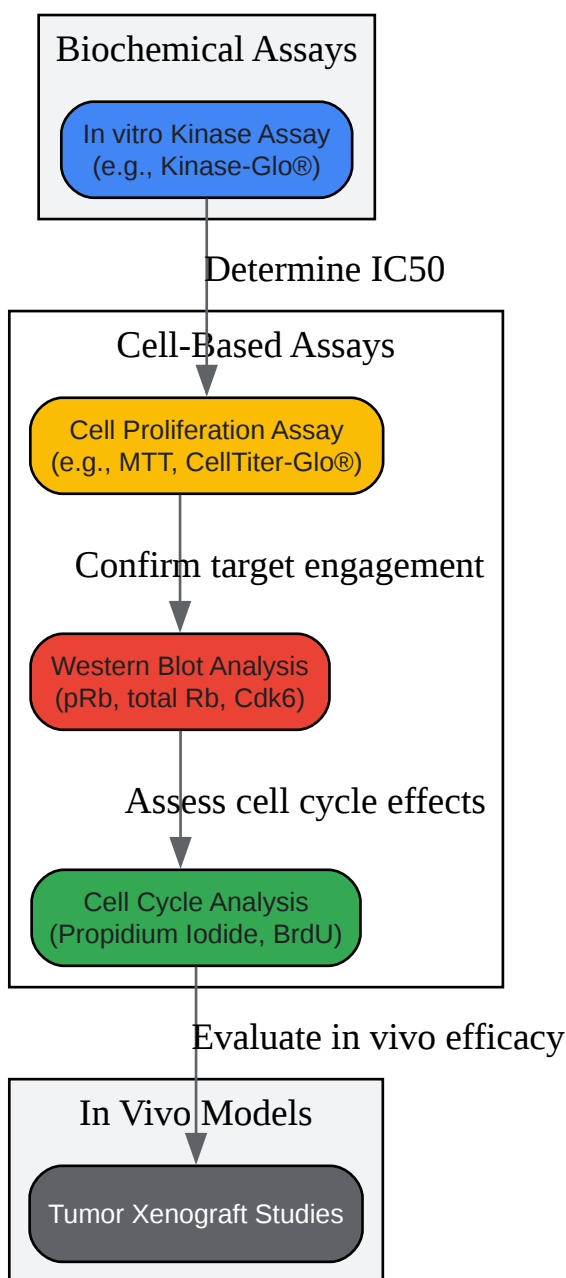 Biochemical Assays
In vitro Kinase Assay
(e.g., Kinase-Glo®)
Determine IC50
Cell-Based Assays
Cell Proliferation Assay
(e.g., MTT, CellTiter-Glo®)
Confirm target engagement
Western Blot Analysis
(pRb, total Rb, Cdk6)
Assess cell cycle effects
Cell Cycle Analysis
(Propidium Iodide, BrdU)
Evaluate in vivo efficacy
In Vivo Models
Tumor Xenograft Studies